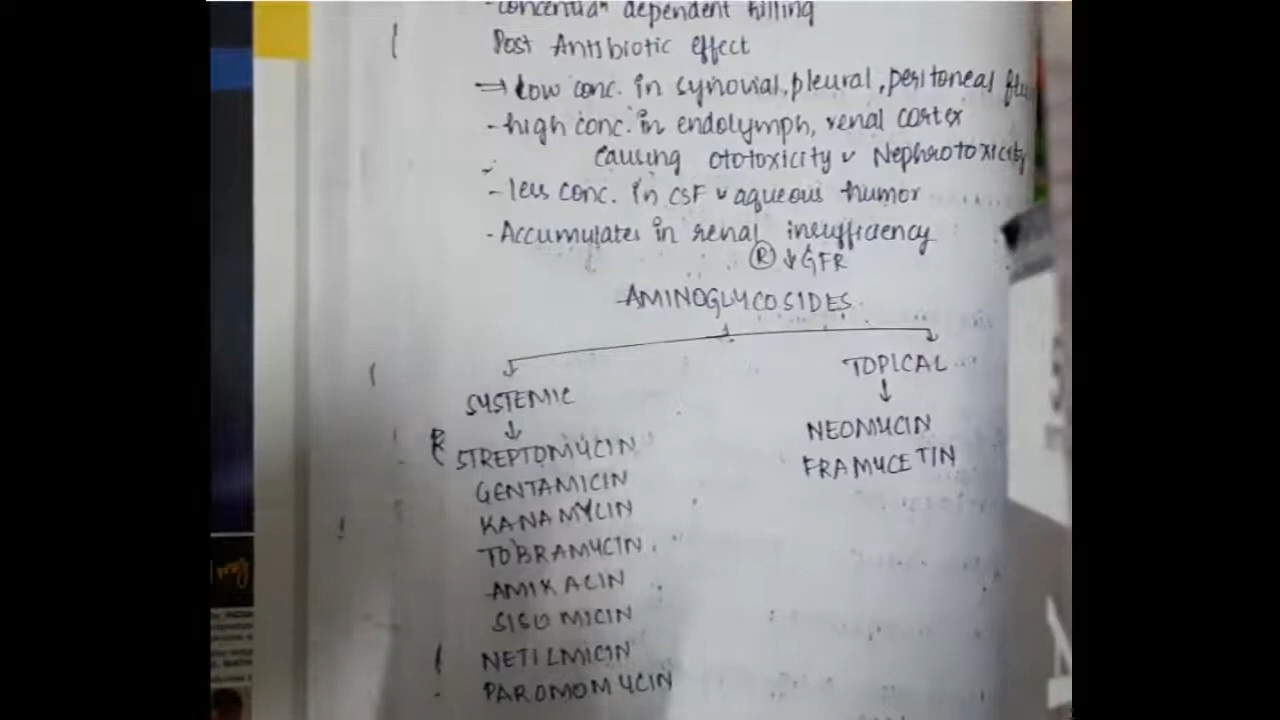 -concentran dependent killing
Post Antibiotic effect
⇒ low conc. in synovial, pleural, peritoneal
-high conc. in endolymph, renal cortex
causing ototoxicity & Nephrotoxicity
- less conc. in CSF & aqueous humor
-Accumulates in renal insufficiency
Ⓡ ↓ GFR
AMINOGLYCOSIDES
TOPICAL
SYSTEMIC
NEOMYCIN
STREPTOMYCIN
FRAMYCETIN
GENTAMICIN
KANAMYCIN
TOBRAMYCIN
AMIKACIN
SISOMICIN
NETILMICIN
PAROMOMYCIN